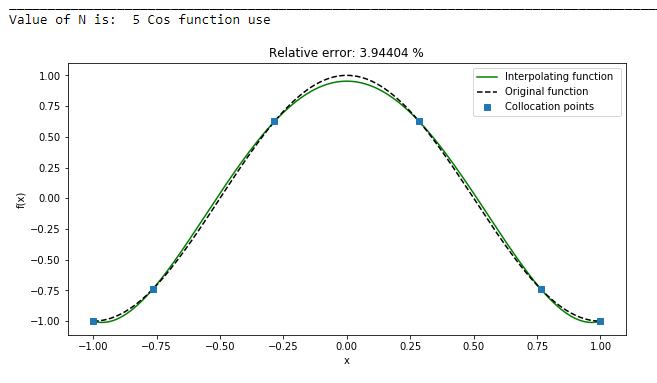 Value of N is:  5 Cos function use
Relative error: 3.94404 %
Interpolating function
Original function
Collocation points
f(x)
1.00
0.75
0.50
0.25
0.00
−0.25
−0.50
−0.75
−1.00
−1.00 −0.75 −0.50 −0.25 0.00 0.25 0.50 0.75 1.00
x